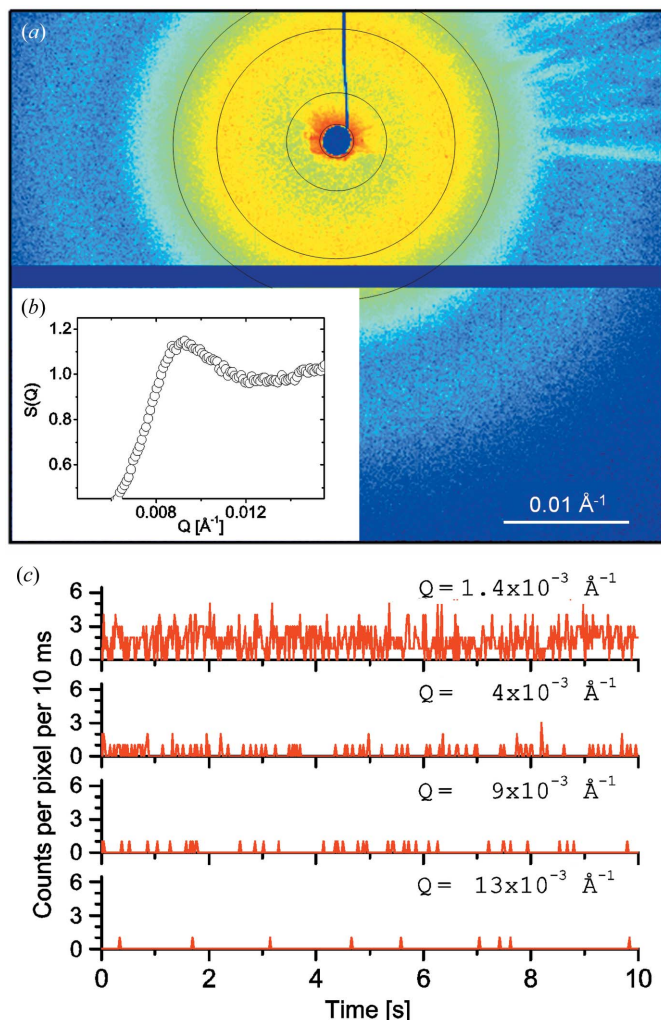 (a)
(b)
1.2
1.0
0.8
0.6
S(Q)
0.008
0.012
Q [Å⁻¹]
0.01 Å⁻¹
(c)
Counts per pixel per 10 ms
6
3
0
Q = 1.4x10⁻³ Å⁻¹
6
3
0
Q = 4x10⁻³ Å⁻¹
6
3
0
Q = 9x10⁻³ Å⁻¹
6
3
0
Q = 13x10⁻³ Å⁻¹
0
2
4
6
8
10
Time [s]